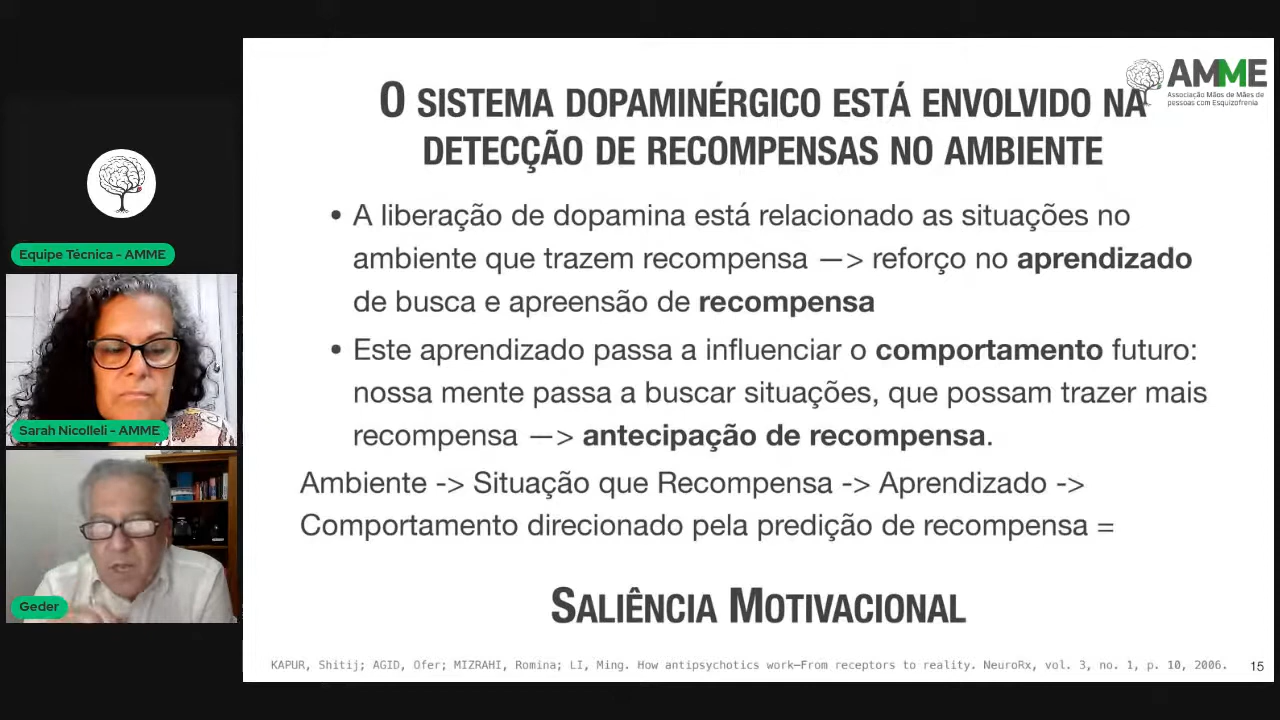 AMME
Associação Mãos de Mães de
pessoas com Esquizofrenia
O SISTEMA DOPAMINÉRGICO ESTÁ ENVOLVIDO NA
DETECÇÃO DE RECOMPENSAS NO AMBIENTE
• A liberação de dopamina está relacionado as situações no
ambiente que trazem recompensa —> reforço no aprendizado
de busca e apreensão de recompensa
• Este aprendizado passa a influenciar o comportamento futuro:
nossa mente passa a buscar situações, que possam trazer mais
recompensa —> antecipação de recompensa.
Ambiente -> Situação que Recompensa -> Aprendizado ->
Comportamento direcionado pela predição de recompensa =
SALIÊNCIA MOTIVACIONAL
KAPUR, Shitij; AGID, Ofer; MIZRAHI, Romina; LI, Ming. How antipsychotics work—From receptors to reality. NeuroRx, vol. 3, no. 1, p. 10, 2006.
15
Equipe Técnica - AMME
Sarah Nicolleli - AMME
Geder